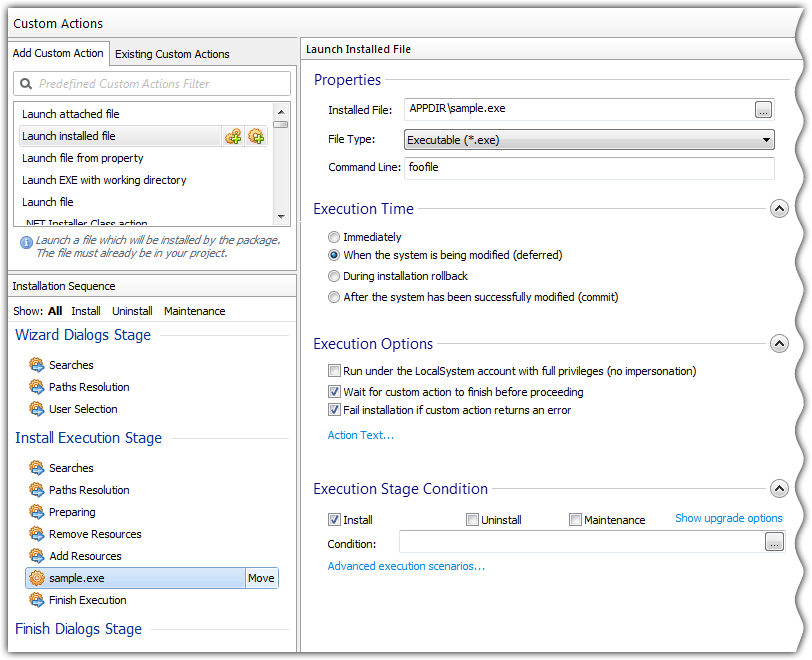 Custom Actions
Add Custom Action
Existing Custom Actions
Predefined Custom Actions Filter
Launch attached file
Launch installed file
Launch file from property
Launch EXE with working directory
Launch file
.NET Installer Class action
Launch a file which will be installed by the package.
The file must already be in your project.
Installation Sequence
Show: All Install Uninstall Maintenance
Wizard Dialogs Stage
Searches
Paths Resolution
User Selection
Install Execution Stage
Searches
Paths Resolution
Preparing
Remove Resources
Add Resources
sample.exe Move
Finish Execution
Finish Dialogs Stage
Launch Installed File
Properties
Installed File: APPDIR\sample.exe ...
File Type: Executable (*.exe)
Command Line: foofile
Execution Time
Immediately
When the system is being modified (deferred)
During installation rollback
After the system has been successfully modified (commit)
Execution Options
Run under the LocalSystem account with full privileges (no impersonation)
Wait for custom action to finish before proceeding
Fail installation if custom action returns an error
Action Text...
Execution Stage Condition
Install Uninstall Maintenance Show upgrade options
Condition: ...
Advanced execution scenarios...